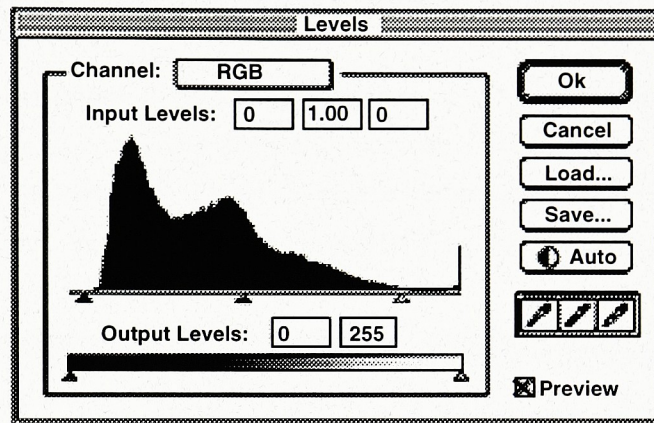 Levels
Channel: RGB
Input Levels: 0 1.00 0
Output Levels: 0 255
Ok
Cancel
Load...
Save...
Auto
Preview